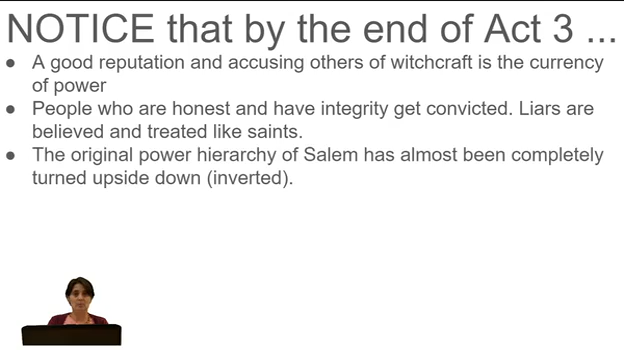 NOTICE that by the end of Act 3 ...
● A good reputation and accusing others of witchcraft is the currency
of power
● People who are honest and have integrity get convicted. Liars are
believed and treated like saints.
● The original power hierarchy of Salem has almost been completely
turned upside down (inverted).